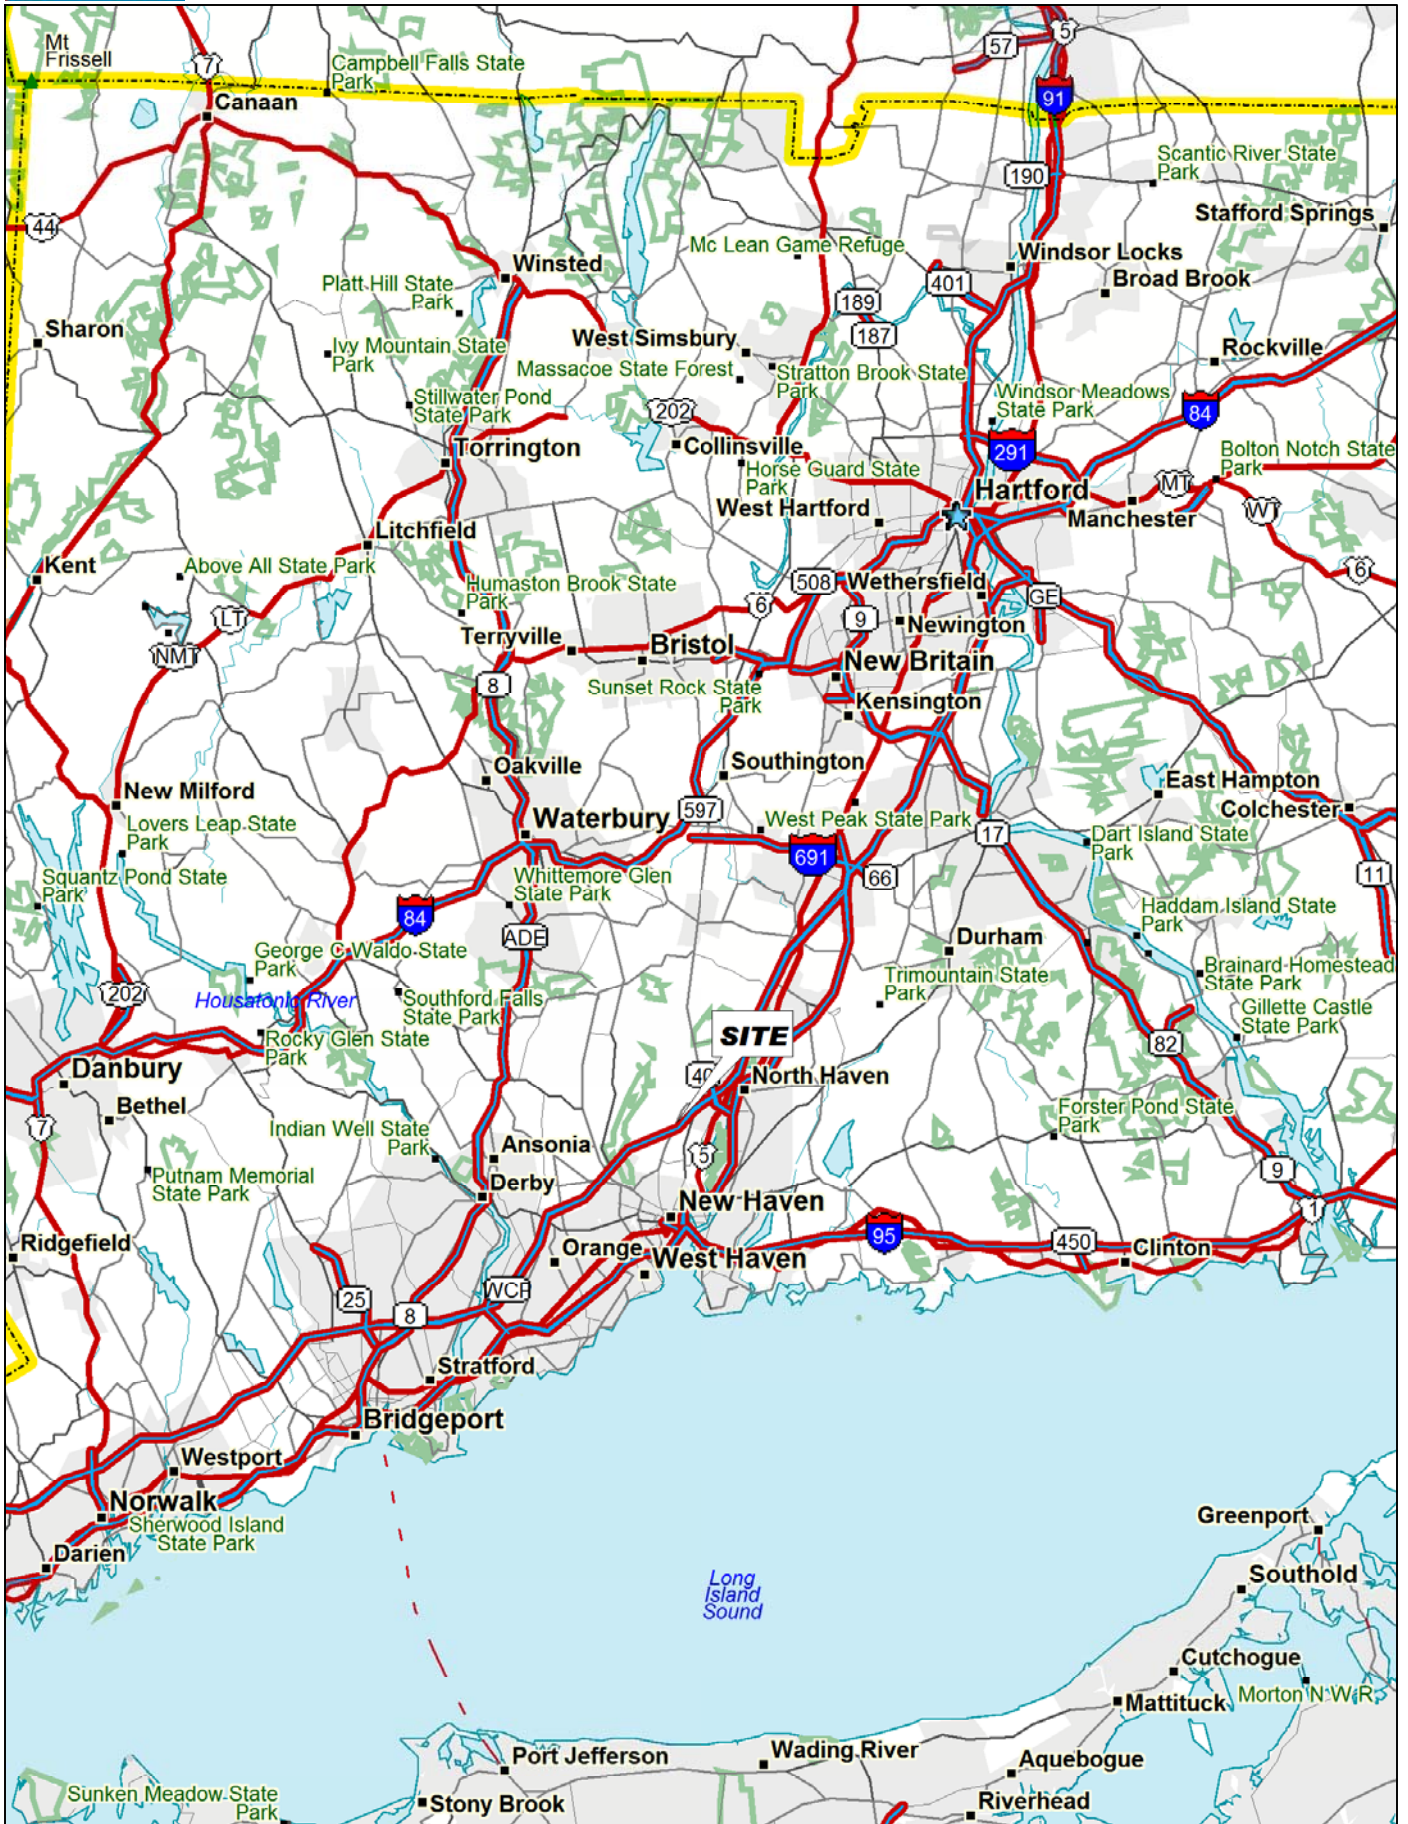 Mt
Frissell
7
Campbell Falls State
Park
57
5
91
Canaan
Scantic River State
Park
190
Stafford Springs
44
Mc Lean Game Refuge
Windsor Locks
Winsted
401
Broad Brook
Platt Hill State
Park
189
187
Sharon
West Simsbury
Rockville
Ivy Mountain State
Park
Massacoe State Forest
Stratton Brook State
Park
Windsor Meadows
State Park
84
Stillwater Pond
State Park
202
Torrington
Collinsville
291
Bolton Notch State
Park
Horse Guard State
Park
MT
Hartford
West Hartford
Manchester
WT
Litchfield
Kent
Above All State Park
6
Humaston Brook State
Park
508
Wethersfield
GE
LT
6
9
Newington
Terryville
Bristol
NMT
New Britain
8
Sunset Rock State
Park
Kensington
Oakville
Southington
East Hampton
New Milford
Colchester
597
Waterbury
West Peak State Park
17
Lovers Leap State
Park
Dart Island State
Park
691
66
11
Squantz Pond State
Park
Whittemore Glen
State Park
84
Haddam Island State
Park
ADE
Durham
George C Waldo State
Park
Trimountain State
Park
Brainard Homestead
State Park
202
Housatonic River
Southford Falls
State Park
Gillette Castle
State Park
SITE
Rocky Glen State
Park
82
Danbury
40
North Haven
Bethel
Forster Pond State
Park
7
Indian Well State
Park
Ansonia
5
Putnam Memorial
State Park
Derby
9
New Haven
1
Ridgefield
95
450
Orange
West Haven
Clinton
25
8
WCP
Stratford
Bridgeport
Westport
Norwalk
Sherwood Island
State Park
Greenport
Darien
Long
Island
Sound
Southold
Cutchogue
Mattituck
Morton N W R
Port Jefferson
Wading River
Aquebogue
Sunken Meadow State
Park
Stony Brook
Riverhead